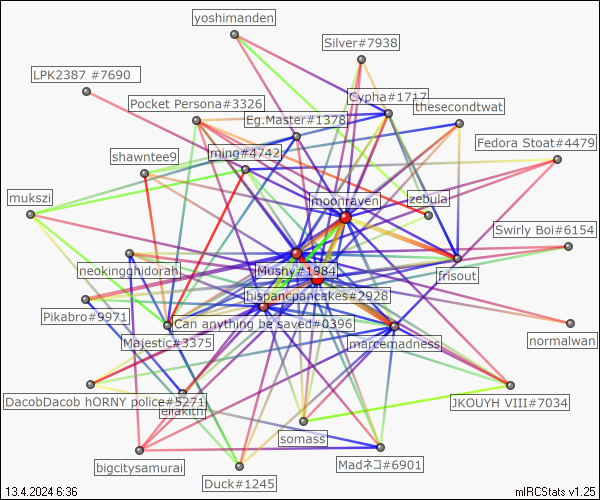 yoshimanden
Silver#7938
LPK2387 #7690
Cypha#1717
Pocket Persona#3326
thesecondtwat
Eg.Master#1378
Fedora Stoat#4479
shawntee9
ming#4742
mukszi
moonraven
zebula
Swirly Boi#6154
neokingghidorah
Mushy#1984
frisout
hispancpancakes#2928
Pikabro#9971
Can anything be saved#0396
Majestic#3375
marcemadness
normalwan
DacobDacob hORNY police#5271
eilakith
JKOUYH VIII#7034
somass
bigcitysamurai
Madネコ#6901
Duck#1245
13.4.2024 6:36
mIRCStats v1.25